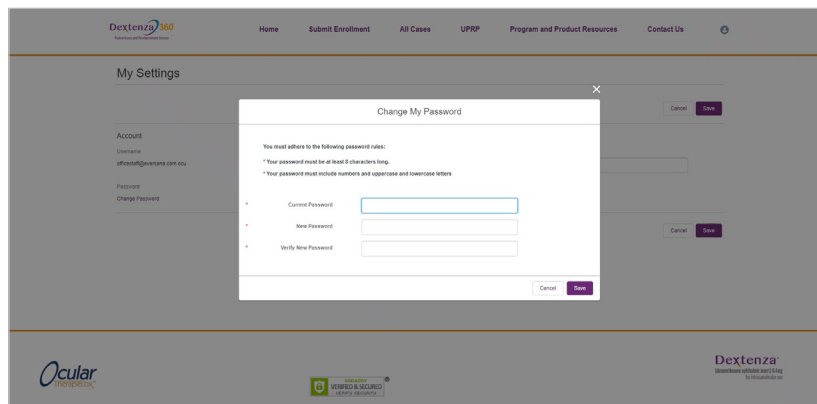 Dextenza 360
Home Submit Enrollment All Cases UPRP Program and Product Resources Contact Us
My Settings
Cancel Save
Change My Password
Account
Username
officestaff@eversana.com.ocu
Password
Change Password
You must adhere to the following password rules:
* Your password must be at least 8 characters long.
* Your password must include numbers and uppercase and lowercase letters
* Current Password
* New Password
* Verify New Password
Cancel Save
Cancel Save
Ocular
Therapeutix
VERIFIED & SECURED
Dextenza